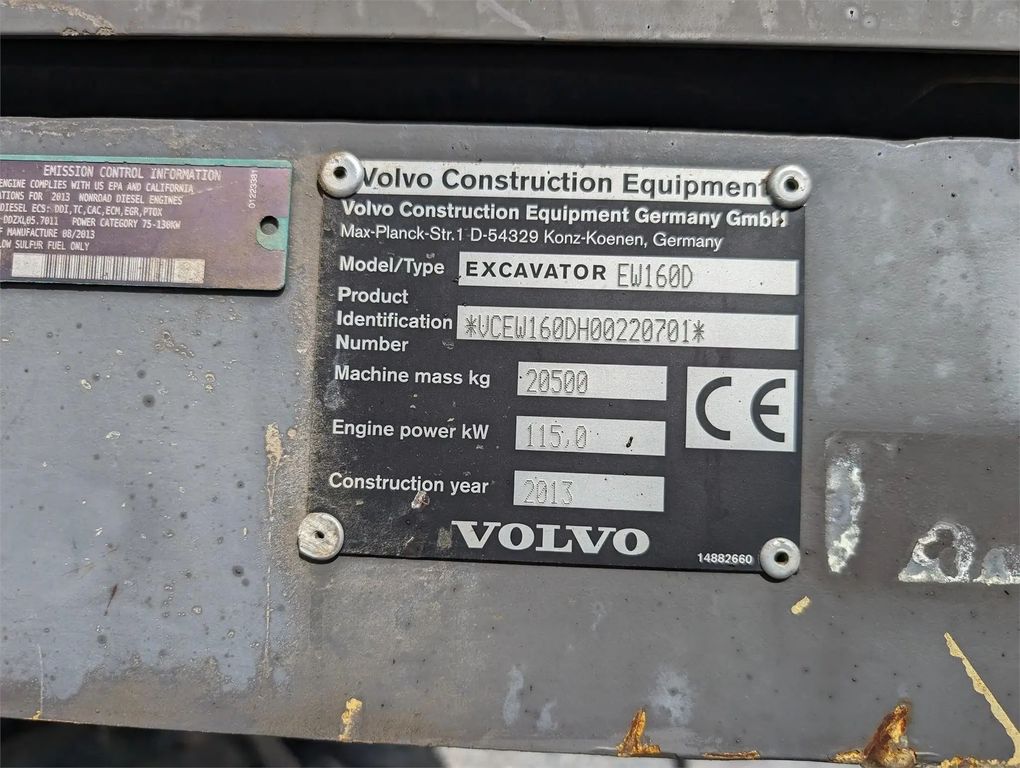 EMISSION CONTROL INFORMATION
ENGINE COMPLIES WITH US EPA AND CALIFORNIA
ATIONS FOR 2013 NONROAD DIESEL ENGINES
DIESEL ECS: DDI,TC,CAC,ECM,EGR,PTOX
POWER CATEGORY 75-130KW
F MANUFACTURE 08/2013
LOW SULFUR FUEL ONLY
01223381
Volvo Construction Equipment
Volvo Construction Equipment Germany GmbH
Max-Planck-Str.1 D-54329 Konz-Koenen, Germany
Model/Type EXCAVATOR EW160D
Product
Identification *VCEW160DH00220701*
Number
Machine mass kg 20500
CE
Engine power kW 115,0
Construction year 2013
VOLVO
14882660